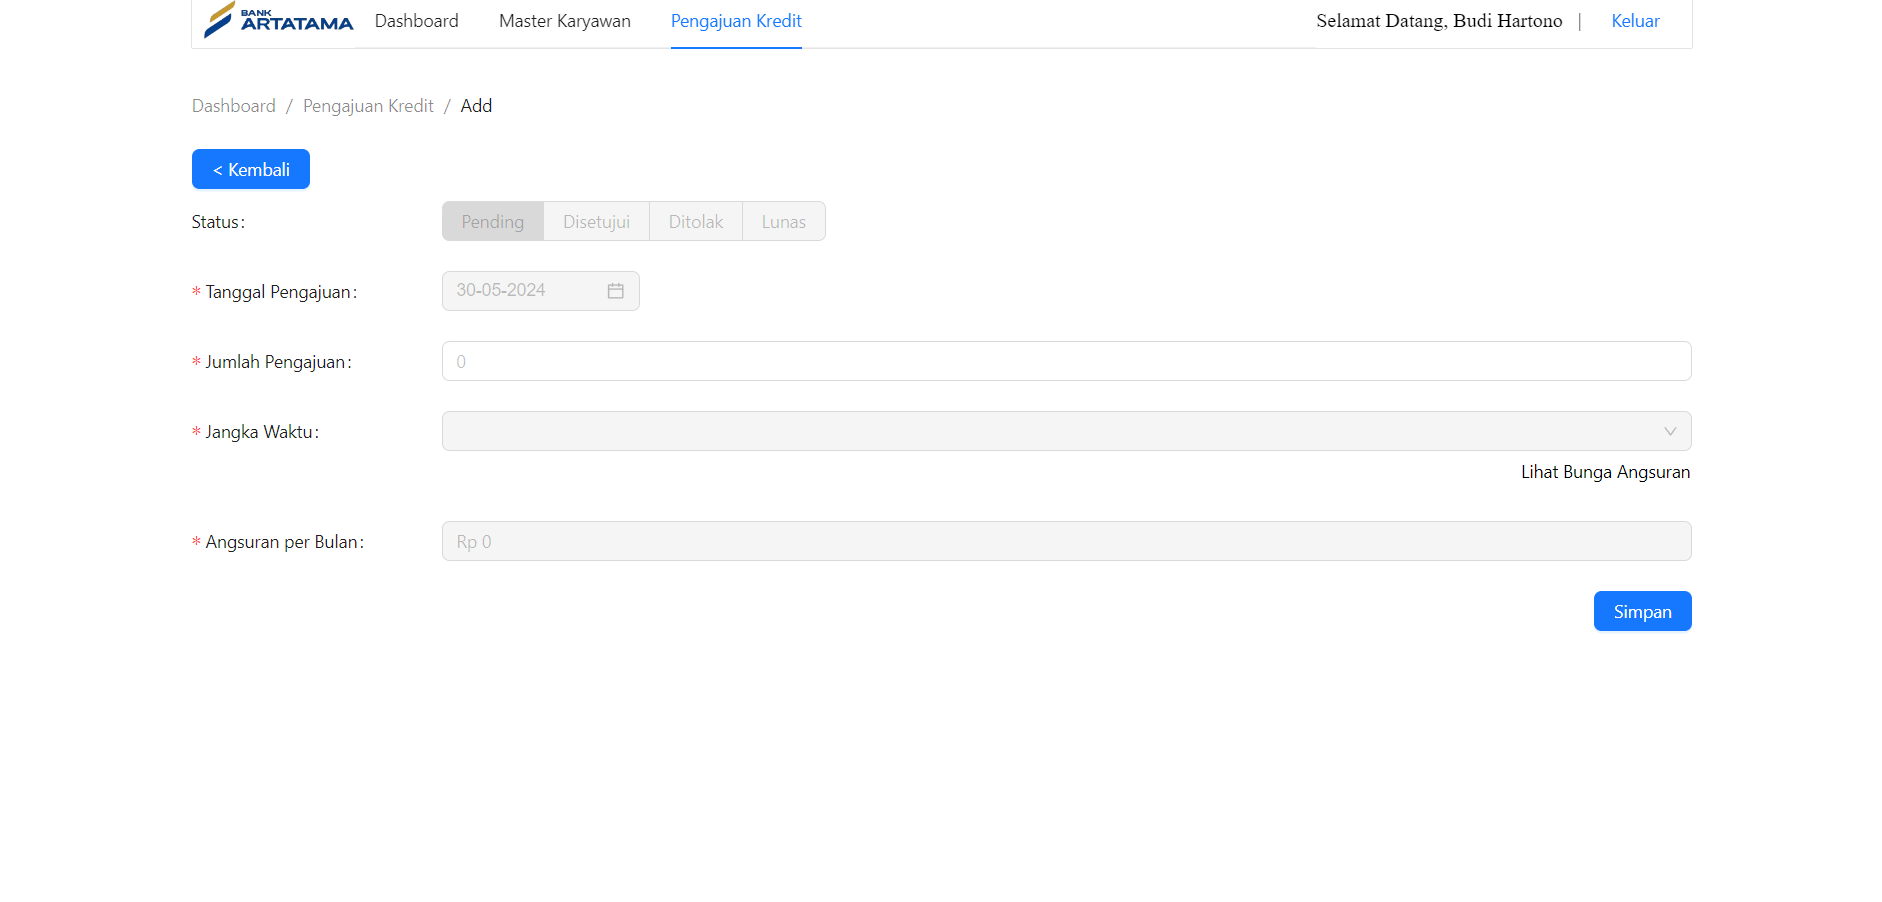 BANK
ARTATAMA
Dashboard Master Karyawan Pengajuan Kredit Selamat Datang, Budi Hartono | Keluar
Dashboard / Pengajuan Kredit / Add
< Kembali
Status: Pending Disetujui Ditolak Lunas
* Tanggal Pengajuan: 30-05-2024
* Jumlah Pengajuan: 0
* Jangka Waktu:
Lihat Bunga Angsuran
* Angsuran per Bulan: Rp 0
Simpan